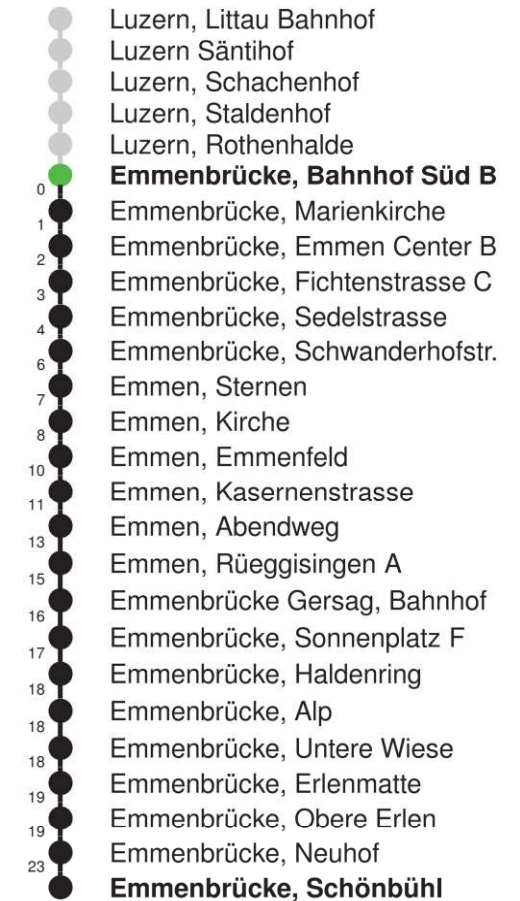 Luzern, Littau Bahnhof
Luzern Säntihof
Luzern, Schachenhof
Luzern, Staldenhof
Luzern, Rothenhalde
Emmenbrücke, Bahnhof Süd B
0
Emmenbrücke, Marienkirche
1
Emmenbrücke, Emmen Center B
2
Emmenbrücke, Fichtenstrasse C
3
Emmenbrücke, Sedelstrasse
4
Emmenbrücke, Schwanderhofstr.
6
Emmen, Sternen
7
Emmen, Kirche
8
Emmen, Emmenfeld
10
Emmen, Kasernenstrasse
11
Emmen, Abendweg
13
Emmen, Rüeggisingen A
15
Emmenbrücke Gersag, Bahnhof
16
Emmenbrücke, Sonnenplatz F
17
Emmenbrücke, Haldenring
18
Emmenbrücke, Alp
18
Emmenbrücke, Untere Wiese
18
Emmenbrücke, Erlenmatte
19
Emmenbrücke, Obere Erlen
19
Emmenbrücke, Neuhof
23
Emmenbrücke, Schönbühl